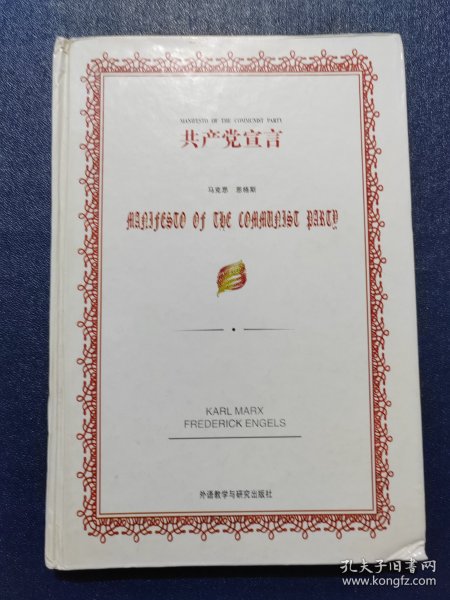 MANIFESTO OF THE COMMUNIST PARTY
共产党宣言
马克思 恩格斯
MANIFESTO OF THE COMMUNIST PARTY
KARL MARX
FREDERICK ENGELS
外语教学与研究出版社
孔夫子旧书网
www.kongfz.com